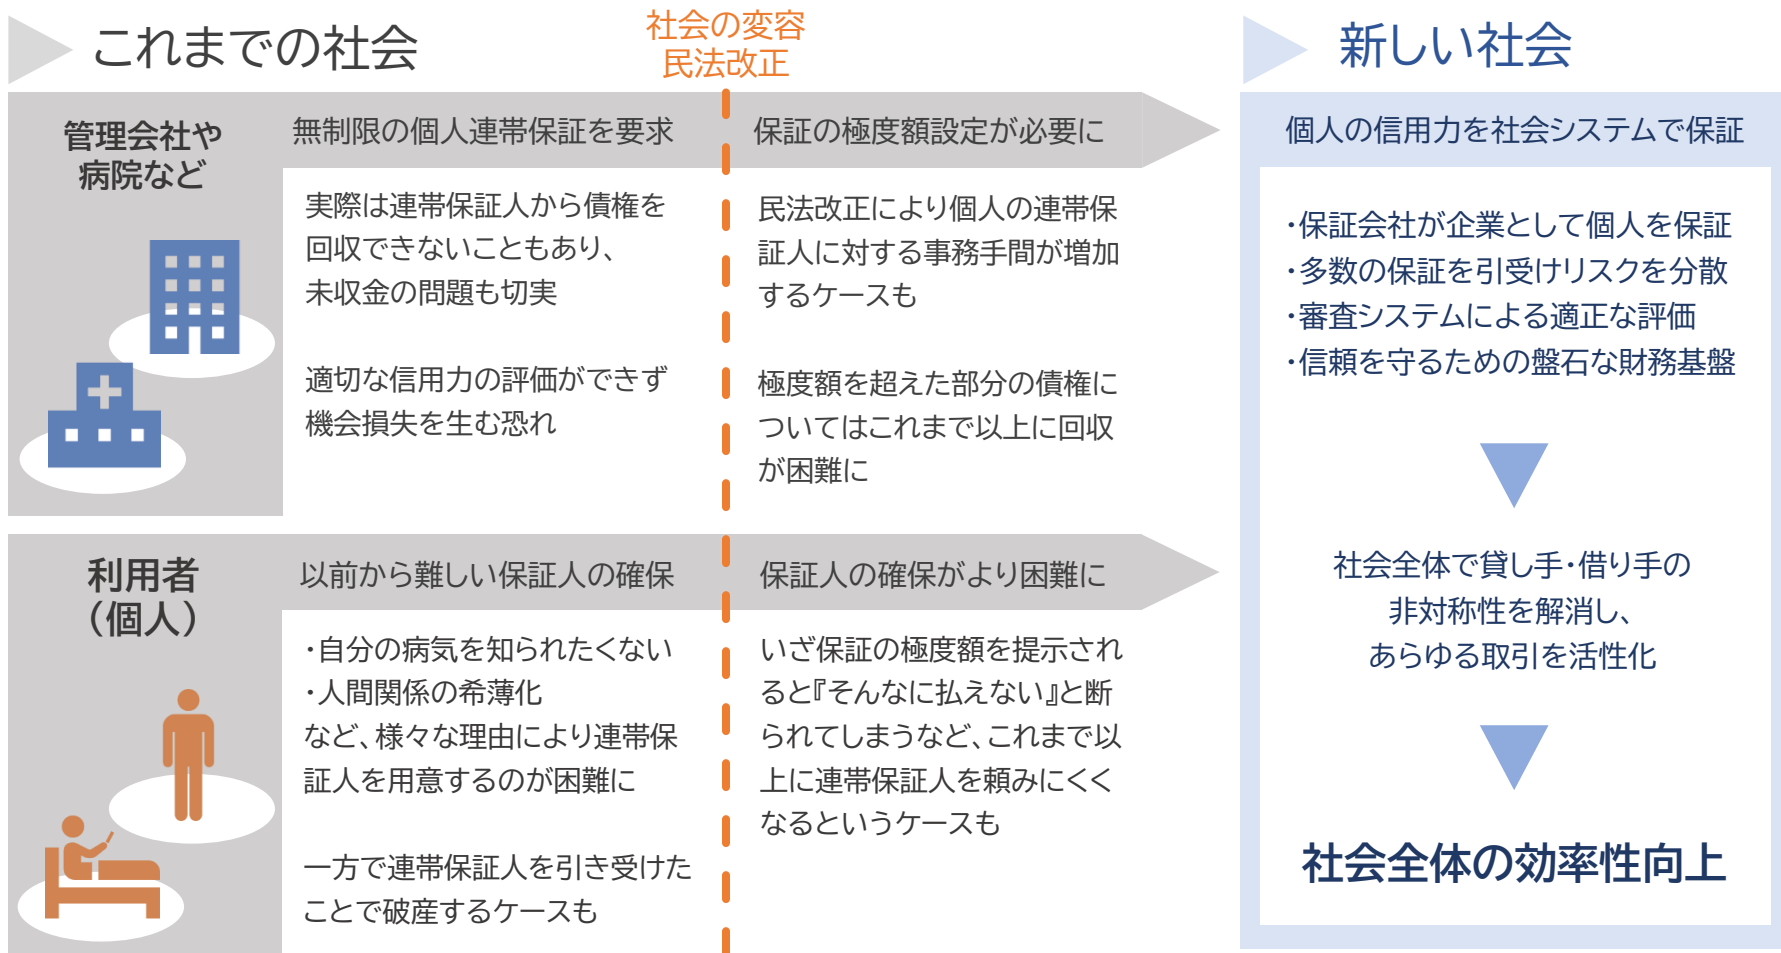 これまでの社会
社会の変容
民法改正
新しい社会
管理会社や
病院など
無制限の個人連帯保証を要求
実際は連帯保証人から債権を
回収できないこともあり、
未収金の問題も切実
適切な信用力の評価ができず
機会損失を生む恐れ
保証の極度額設定が必要に
民法改正により個人の連帯保
証人に対する事務手間が増加
するケースも
極度額を超えた部分の債権に
ついてはこれまで以上に回収
が困難に
利用者
（個人）
以前から難しい保証人の確保
・自分の病気を知られたくない
・人間関係の希薄化
など、様々な理由により連帯保
証人を用意するのが困難に
一方で連帯保証人を引き受けた
ことで破産するケースも
保証人の確保がより困難に
いざ保証の極度額を提示され
ると『そんなに払えない』と断
られてしまうなど、これまで以
上に連帯保証人を頼みにくく
なるというケースも
個人の信用力を社会システムで保証
・保証会社が企業として個人を保証
・多数の保証を引受けリスクを分散
・審査システムによる適正な評価
・信頼を守るための盤石な財務基盤
社会全体で貸し手・借り手の
非対称性を解消し、
あらゆる取引を活性化
社会全体の効率性向上